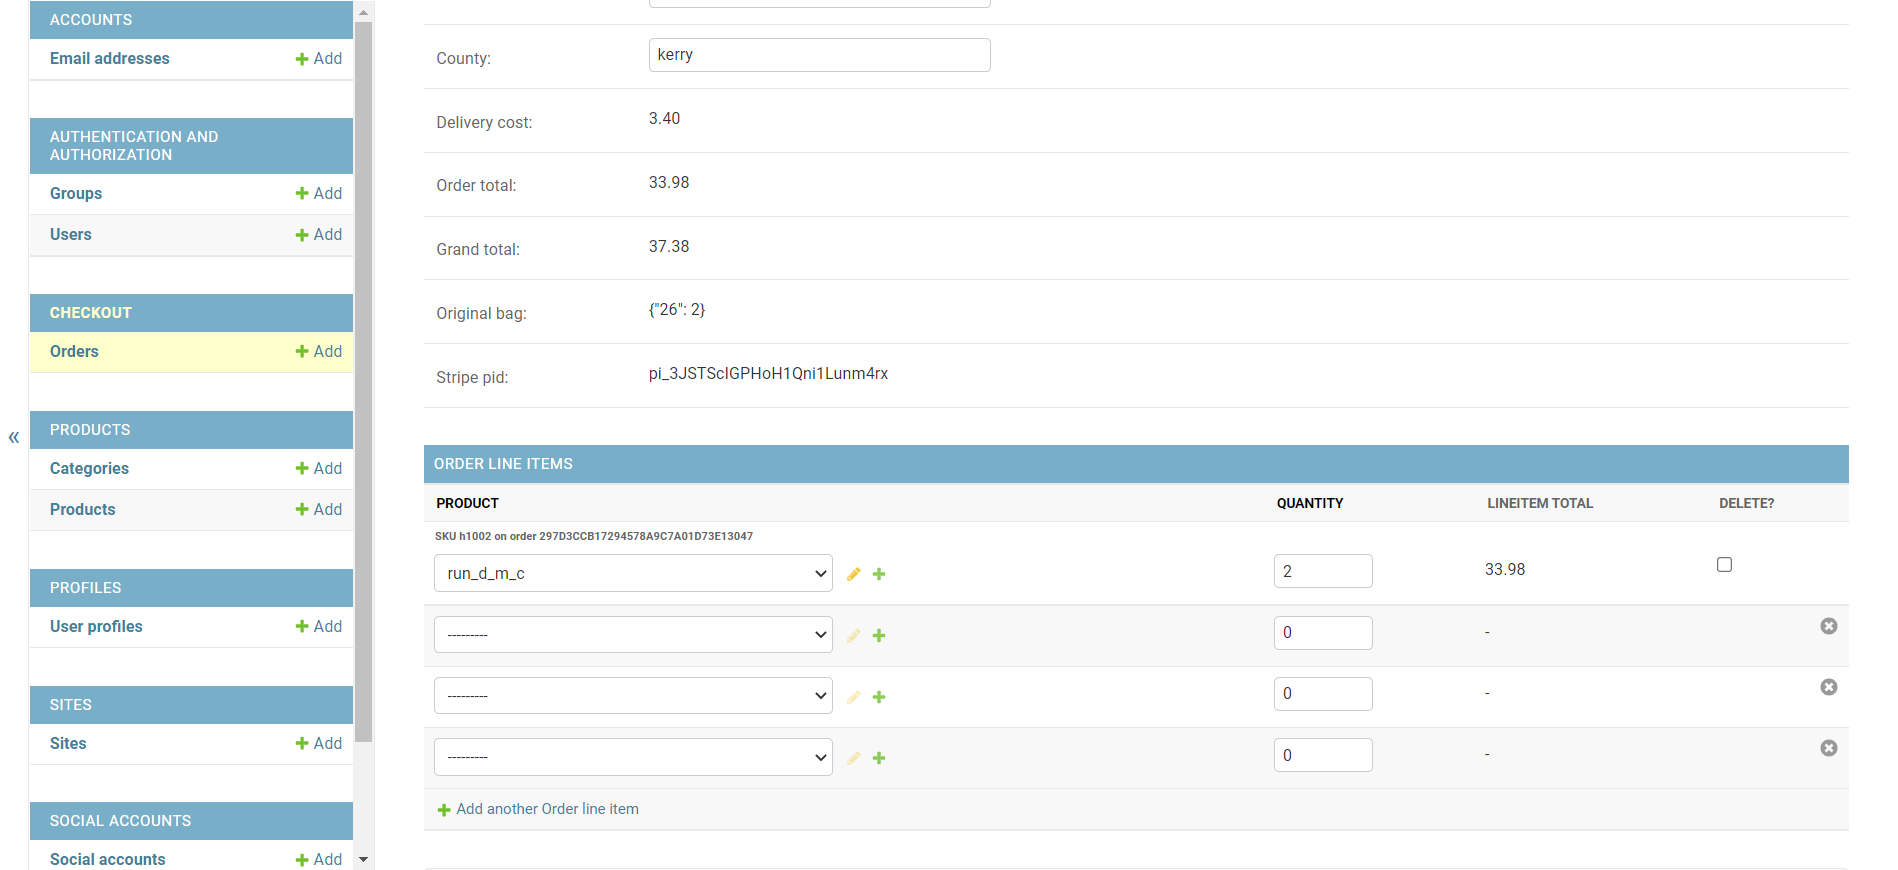 ACCOUNTS
Email addresses
Add
AUTHENTICATION AND
AUTHORIZATION
Groups
Add
Users
Add
CHECKOUT
Orders
Add
PRODUCTS
Categories
Add
Products
Add
PROFILES
User profiles
Add
SITES
Sites
Add
SOCIAL ACCOUNTS
Social accounts
Add
«
County:
kerry
Delivery cost:
3.40
Order total:
33.98
Grand total:
37.38
Original bag:
{"26": 2}
Stripe pid:
pi_3JSTScIGPHoH1Qni1Lunm4rx
ORDER LINE ITEMS
PRODUCT QUANTITY LINEITEM TOTAL DELETE?
SKU h1002 on order 297D3CCB17294578A9C7A01D73E13047
run_d_m_c 2 33.98
--------- 0 -
--------- 0 -
--------- 0 -
Add another Order line item